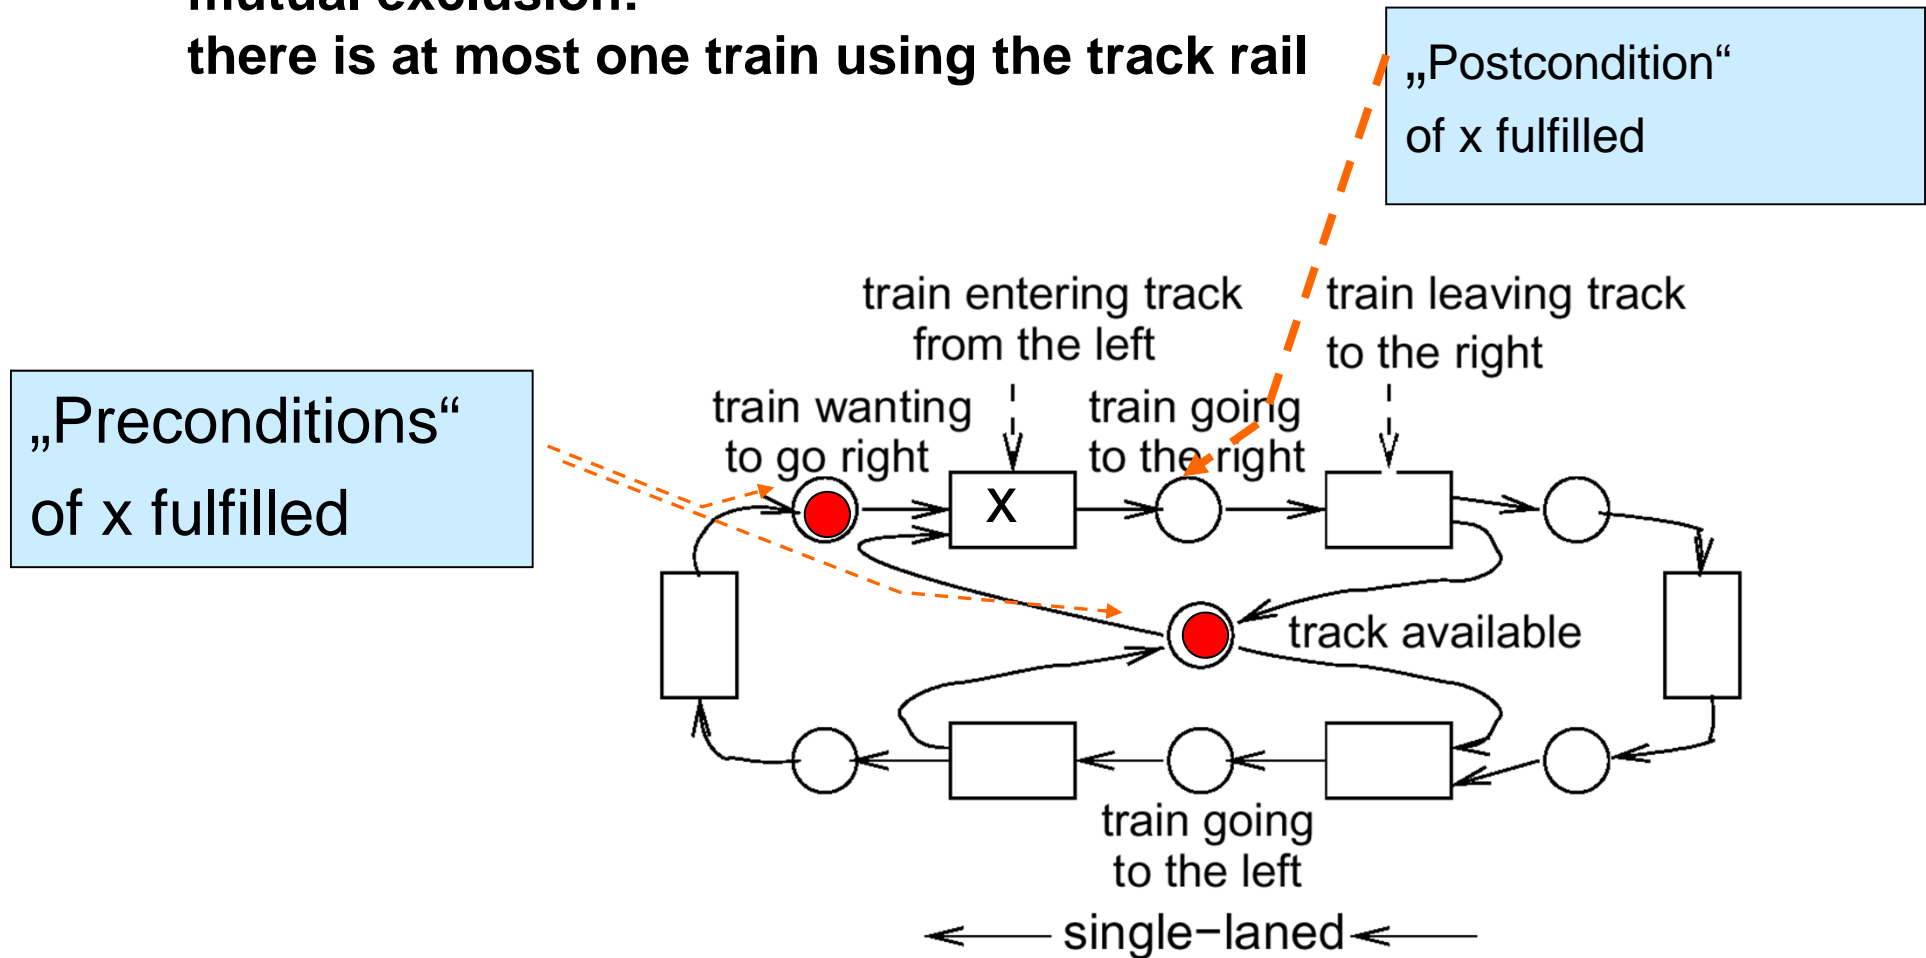 mutual exclusion:
there is at most one train using the track rail
„Postcondition“
of x fulfilled
train entering track
from the left
train leaving track
to the right
„Preconditions“
of x fulfilled
train wanting
to go right
train going
to the right
x
track available
train going
to the left
single−laned